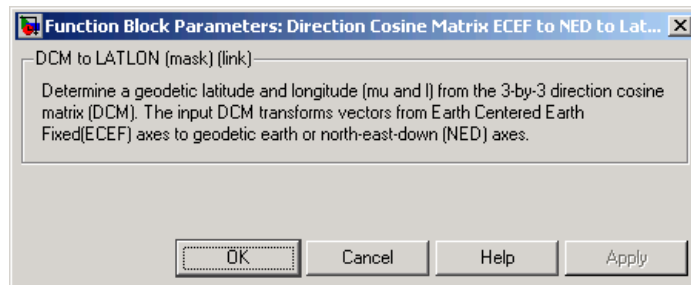 Function Block Parameters: Direction Cosine Matrix ECEF to NED to Lat...
DCM to LATLON (mask) (link)
Determine a geodetic latitude and longitude (mu and l) from the 3-by-3 direction cosine
matrix (DCM). The input DCM transforms vectors from Earth Centered Earth
Fixed(ECEF) axes to geodetic earth or north-east-down (NED) axes.
OK Cancel Help Apply